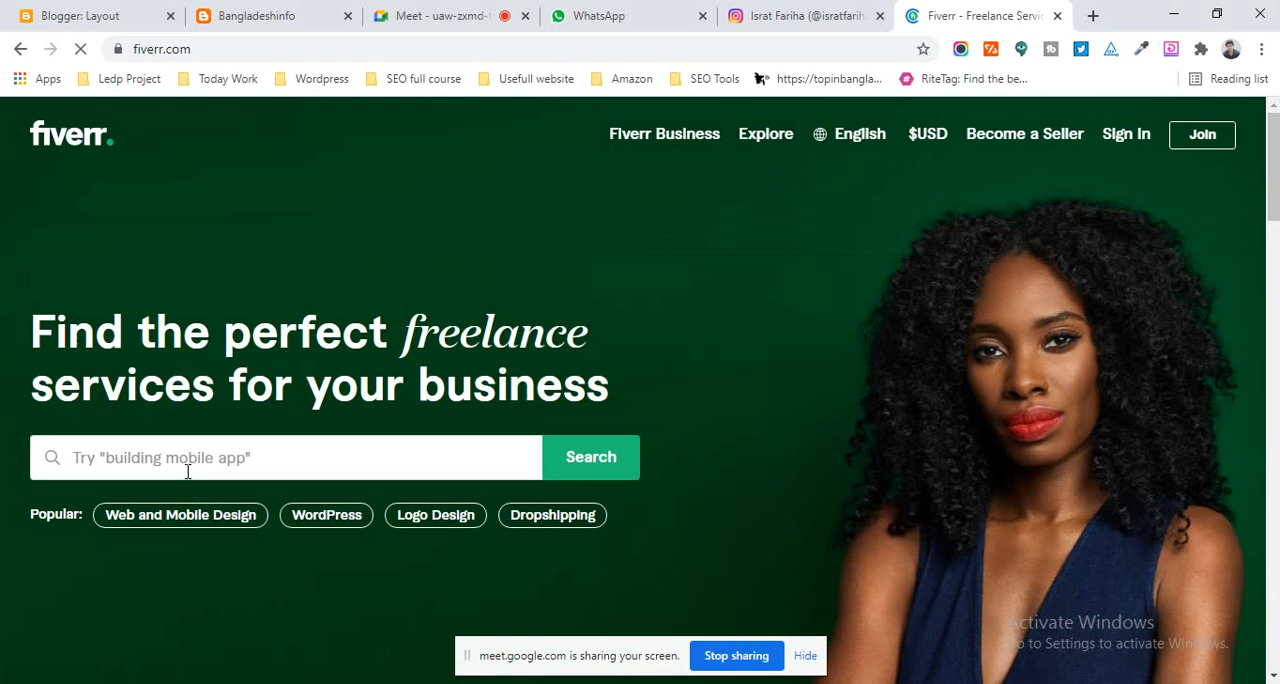 Blogger: Layout
Bangladeshinfo
Meet - uaw-zxmd-
WhatsApp
Israt Fariha (@isratfarih
Fiverr - Freelance Servi
fiverr.com
Apps
Ledp Project
Today Work
Wordpress
SEO full course
Usefull website
Amazon
SEO Tools
https://topinbangla...
RiteTag: Find the be...
Reading list
fiverr.
Fiverr Business
Explore
English
$USD
Become a Seller
Sign In
Join
Find the perfect freelance
services for your business
Try "building mobile app"
Search
Popular:
Web and Mobile Design
WordPress
Logo Design
Dropshipping
Activate Windows
Go to Settings to activate Windows.
meet.google.com is sharing your screen.
Stop sharing
Hide